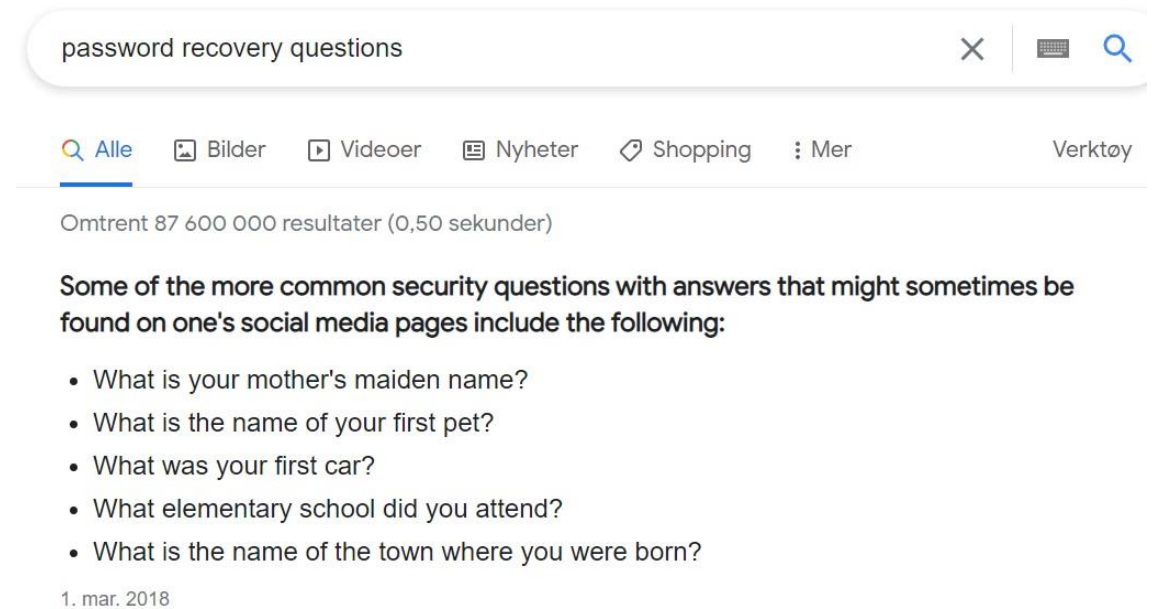 password recovery questions
Alle Bilder Videoer Nyheter Shopping Mer Verktøy
Omtrent 87 600 000 resultater (0,50 sekunder)
Some of the more common security questions with answers that might sometimes be
found on one's social media pages include the following:
• What is your mother's maiden name?
• What is the name of your first pet?
• What was your first car?
• What elementary school did you attend?
• What is the name of the town where you were born?
1. mar. 2018